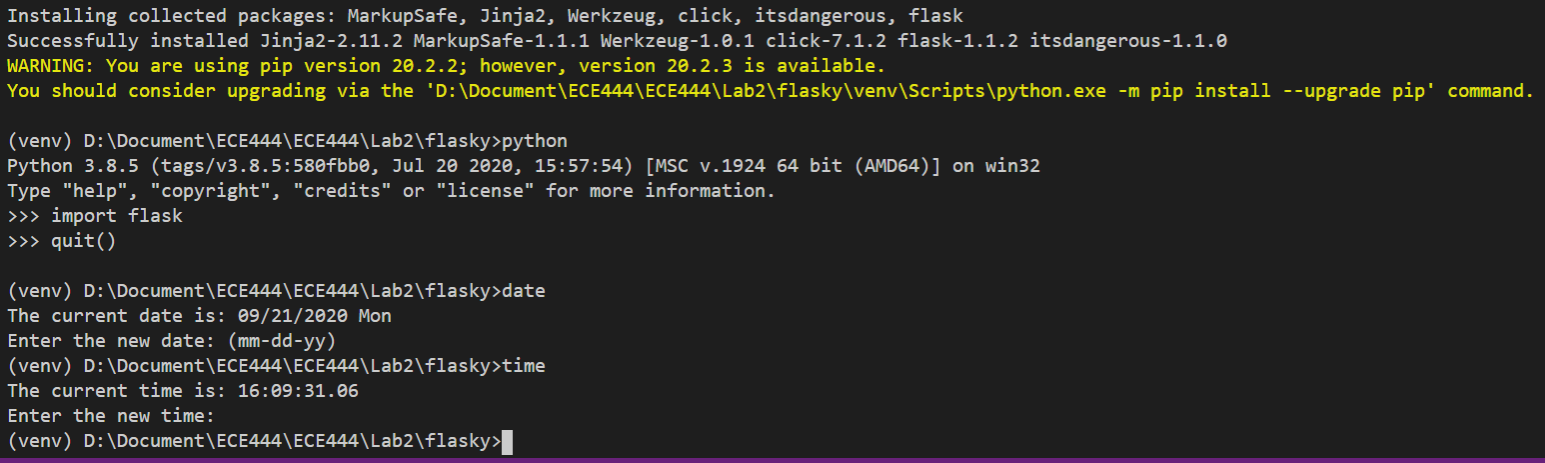 Installing collected packages: MarkupSafe, Jinja2, Werkzeug, click, itsdangerous, flask
Successfully installed Jinja2-2.11.2 MarkupSafe-1.1.1 Werkzeug-1.0.1 click-7.1.2 flask-1.1.2 itsdangerous-1.1.0
WARNING: You are using pip version 20.2.2; however, version 20.2.3 is available.
You should consider upgrading via the 'D:\Document\ECE444\ECE444\Lab2\flasky\venv\Scripts\python.exe -m pip install --upgrade pip' command.
(venv) D:\Document\ECE444\ECE444\Lab2\flasky>python
Python 3.8.5 (tags/v3.8.5:580fbb0, Jul 20 2020, 15:57:54) [MSC v.1924 64 bit (AMD64)] on win32
Type "help", "copyright", "credits" or "license" for more information.
>>> import flask
>>> quit()
(venv) D:\Document\ECE444\ECE444\Lab2\flasky>date
The current date is: 09/21/2020 Mon
Enter the new date: (mm-dd-yy)
(venv) D:\Document\ECE444\ECE444\Lab2\flasky>time
The current time is: 16:09:31.06
Enter the new time:
(venv) D:\Document\ECE444\ECE444\Lab2\flasky>